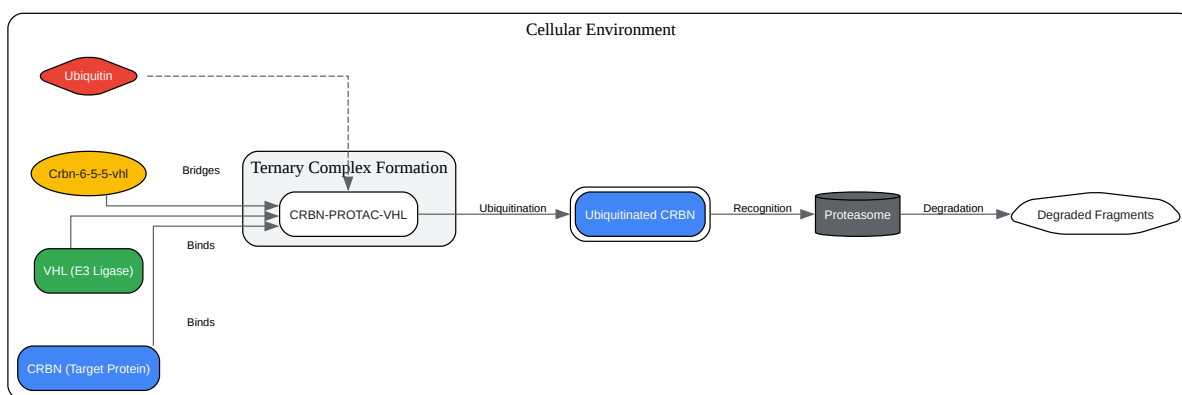 Cellular Environment
Ubiquitin
Crbn-6-5-5-vhl
Bridges
Ternary Complex Formation
CRBN-PROTAC-VHL
Ubiquitination
Ubiquitinated CRBN
Recognition
Proteasome
Degradation
Degraded Fragments
Binds
VHL (E3 Ligase)
Binds
CRBN (Target Protein)